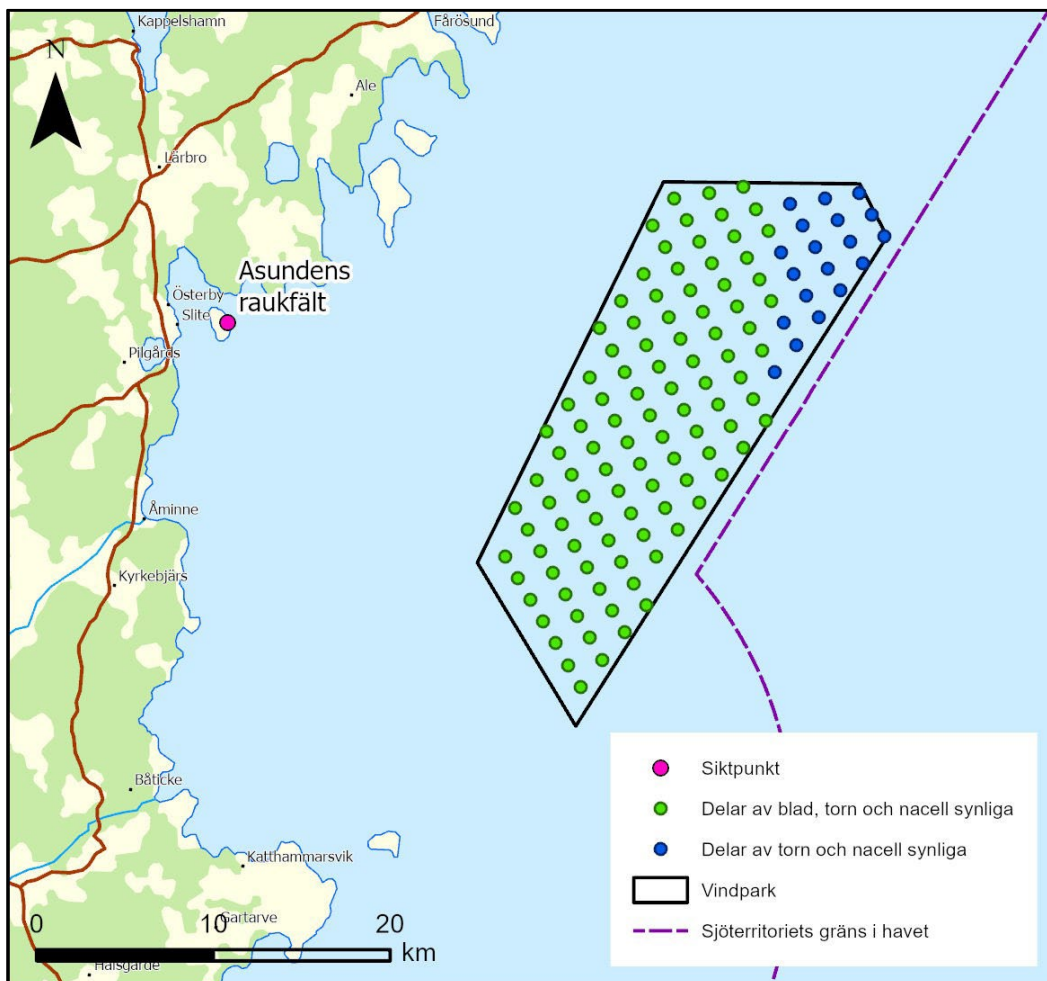 Kappelshamn
Fårösund
N
Ale
Lärbro
Asundens
raukfält
Österby
Slite
Pilgårds
Åminne
Kyrkebjärs
Båticke
Katthammarsvik
Gartarve
Hälsgårde
0 10 20
km
Siktpunkt
Delar av blad, torn och nacell synliga
Delar av torn och nacell synliga
Vindpark
Sjöterritoriets gräns i havet